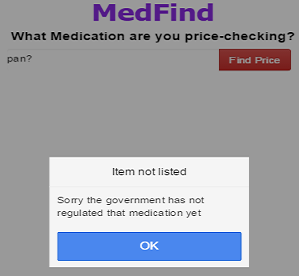 MedFind
What Medication are you price-checking?
pan?
Find Price
Item not listed
Sorry the government has not
regulated that medication yet
OK